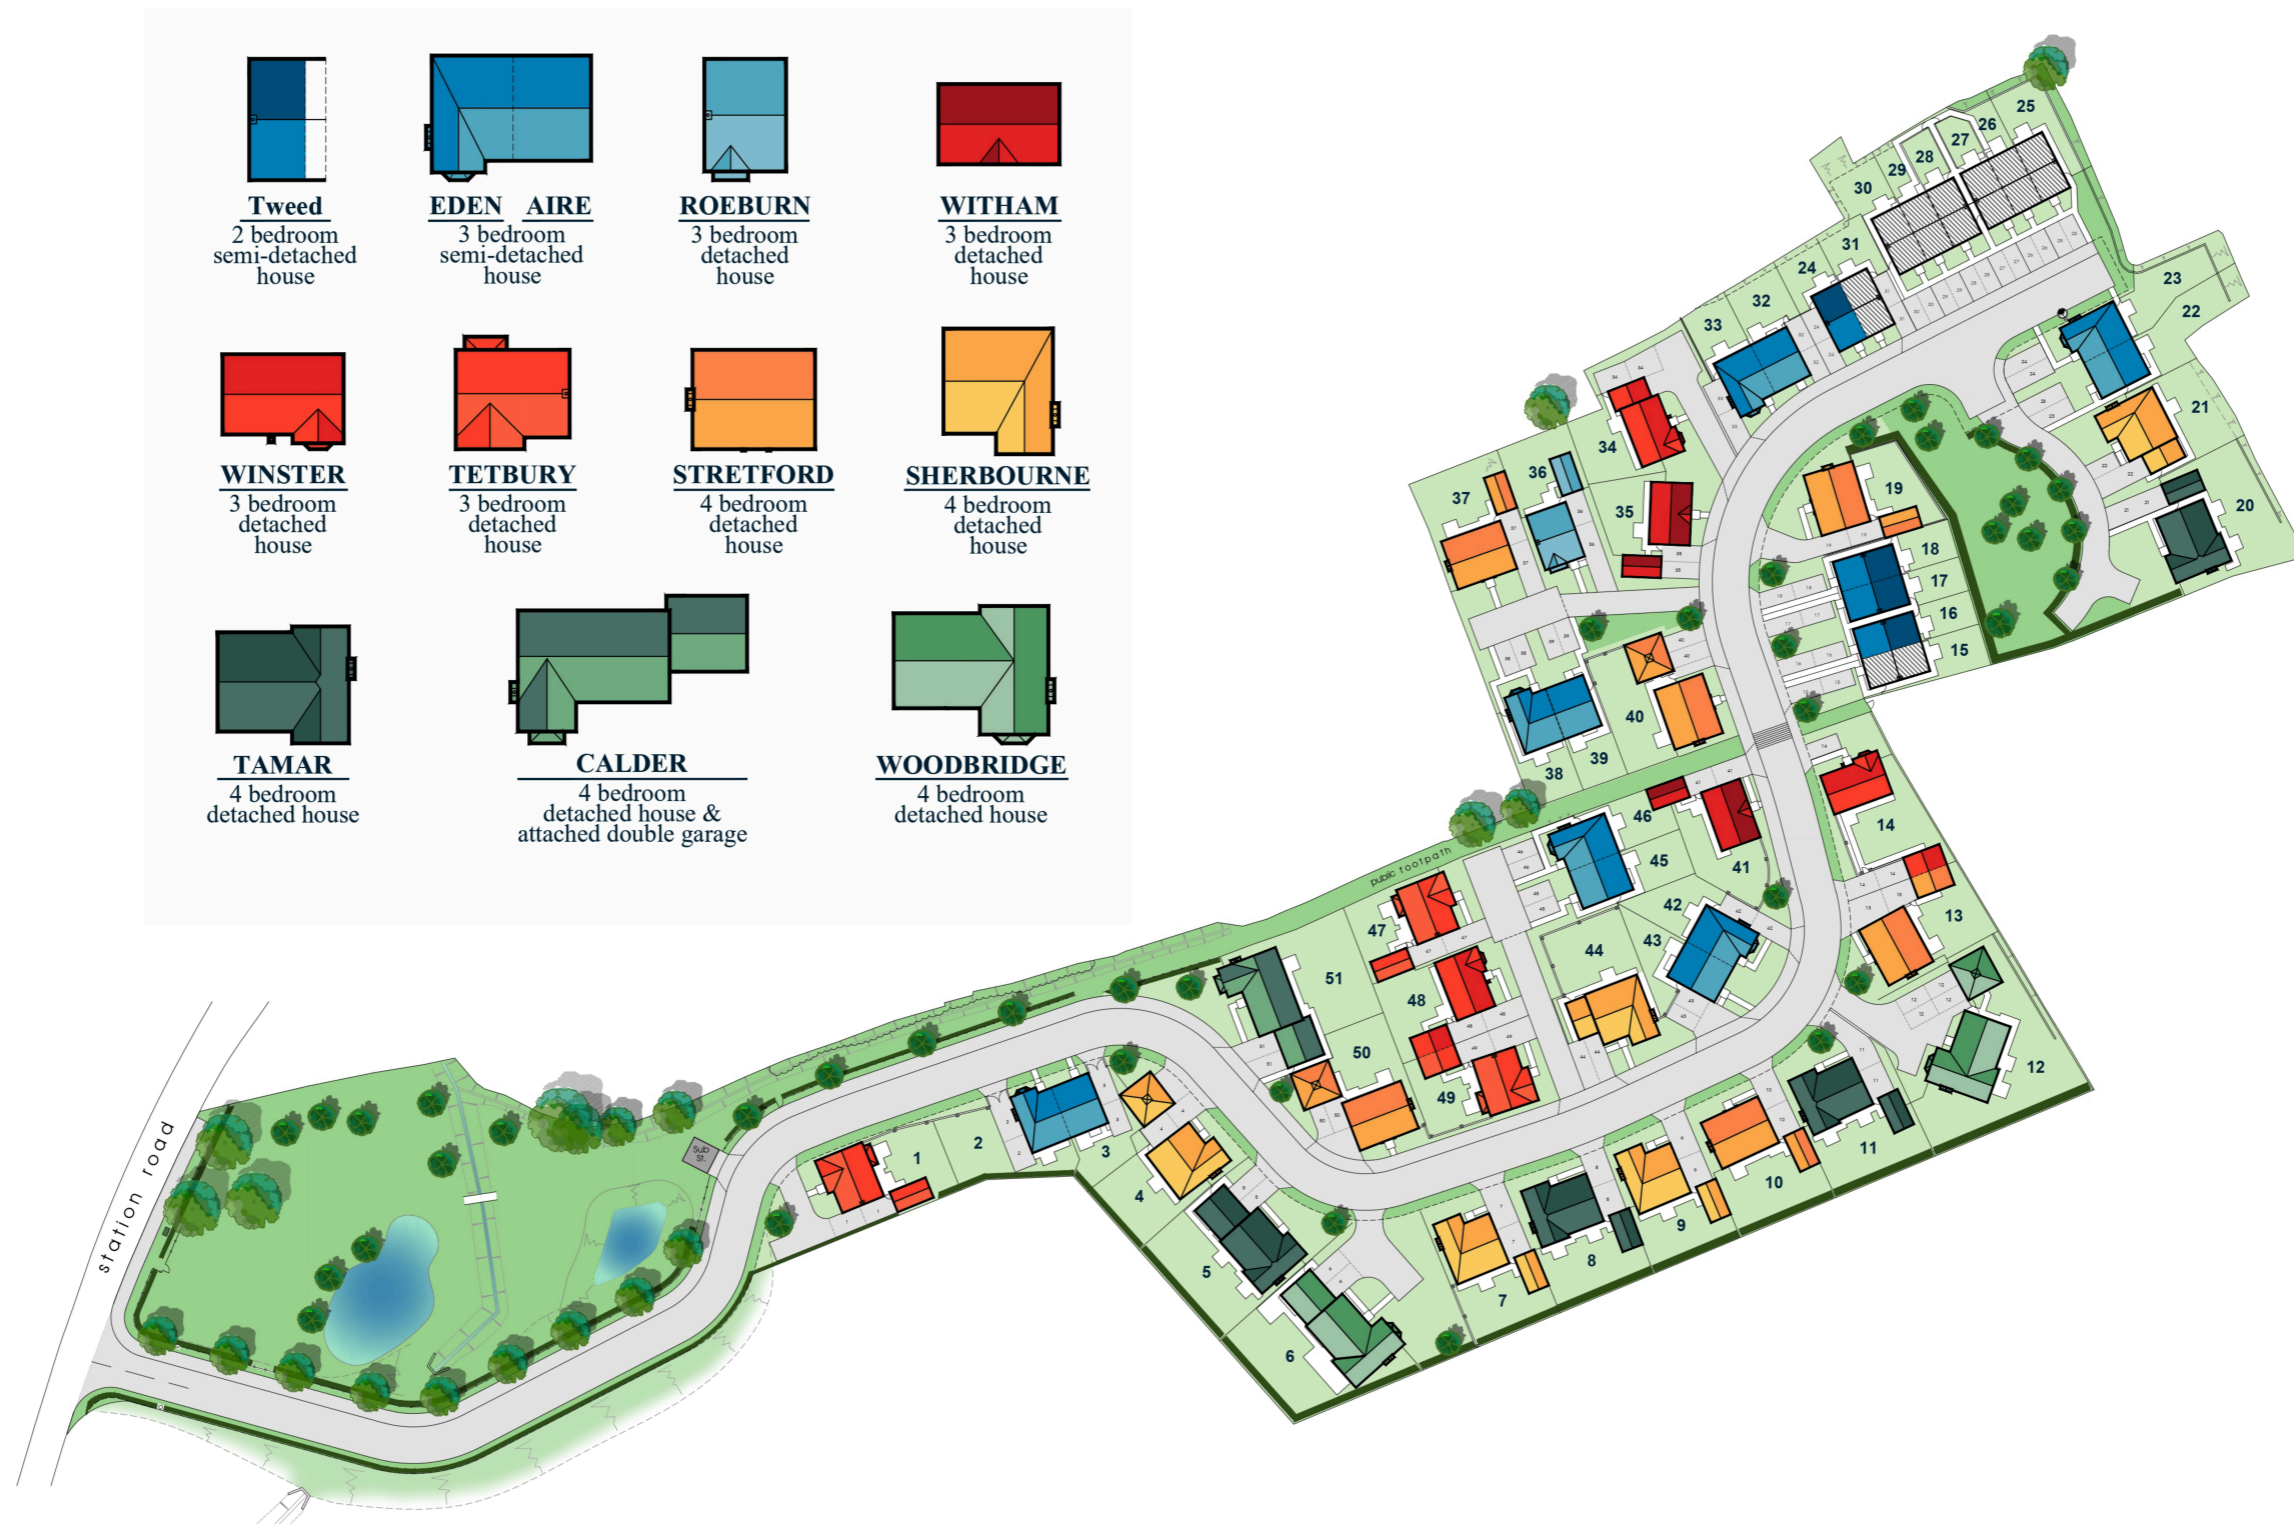 Tweed
2 bedroom
semi-detached
house
EDEN AIRE
3 bedroom
semi-detached
house
ROEBURN
3 bedroom
detached
house
WITHAM
3 bedroom
detached
house
WINSTER
3 bedroom
detached
house
TETBURY
3 bedroom
detached
house
STRETFORD
4 bedroom
detached
house
SHERBOURNE
4 bedroom
detached
house
TAMAR
4 bedroom
detached house
CALDER
4 bedroom
detached house &
attached double garage
WOODBRIDGE
4 bedroom
detached house
25
26
27
28
29
30
31
24
32
33
23
22
21
20
34
35
36
37
19
18
17
16
15
40
39
38
14
46
45
41
42
43
44
13
12
public footpath
47
48
49
51
50
11
10
9
8
7
1
2
3
4
5
6
Sub
St.
station road